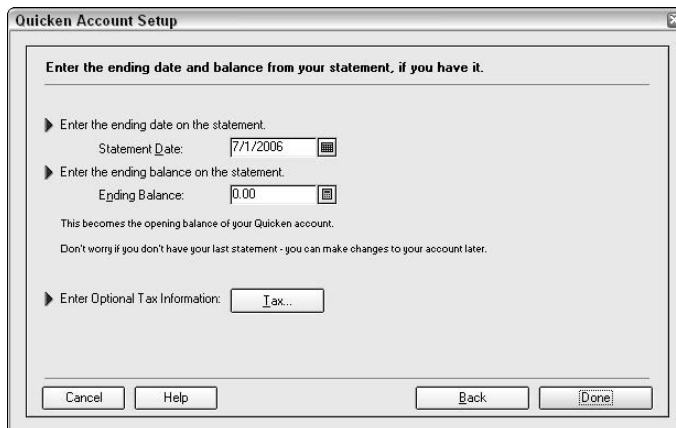 Quicken Account Setup
Enter the ending date and balance from your statement, if you have it.
Enter the ending date on the statement.
Statement Date: 7/1/2006
Enter the ending balance on the statement.
Ending Balance: 0.00
This becomes the opening balance of your Quicken account.
Don't worry if you don't have your last statement - you can make changes to your account later.
Enter Optional Tax Information: Tax...
Cancel Help Back Done